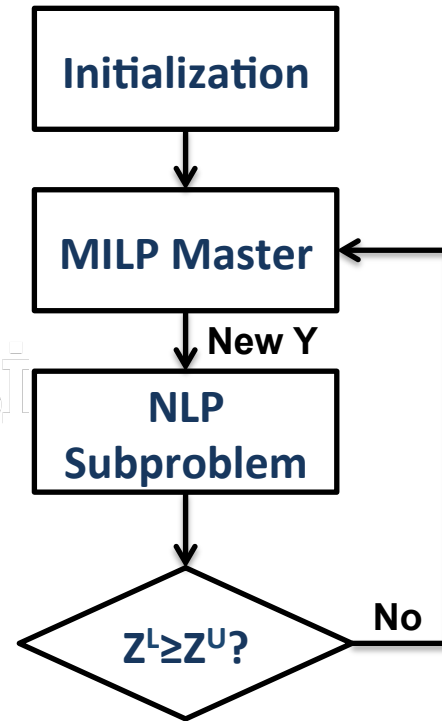 Initialization
MILP Master
New Y
NLP
Subproblem
Z^L≥Z^U?
No